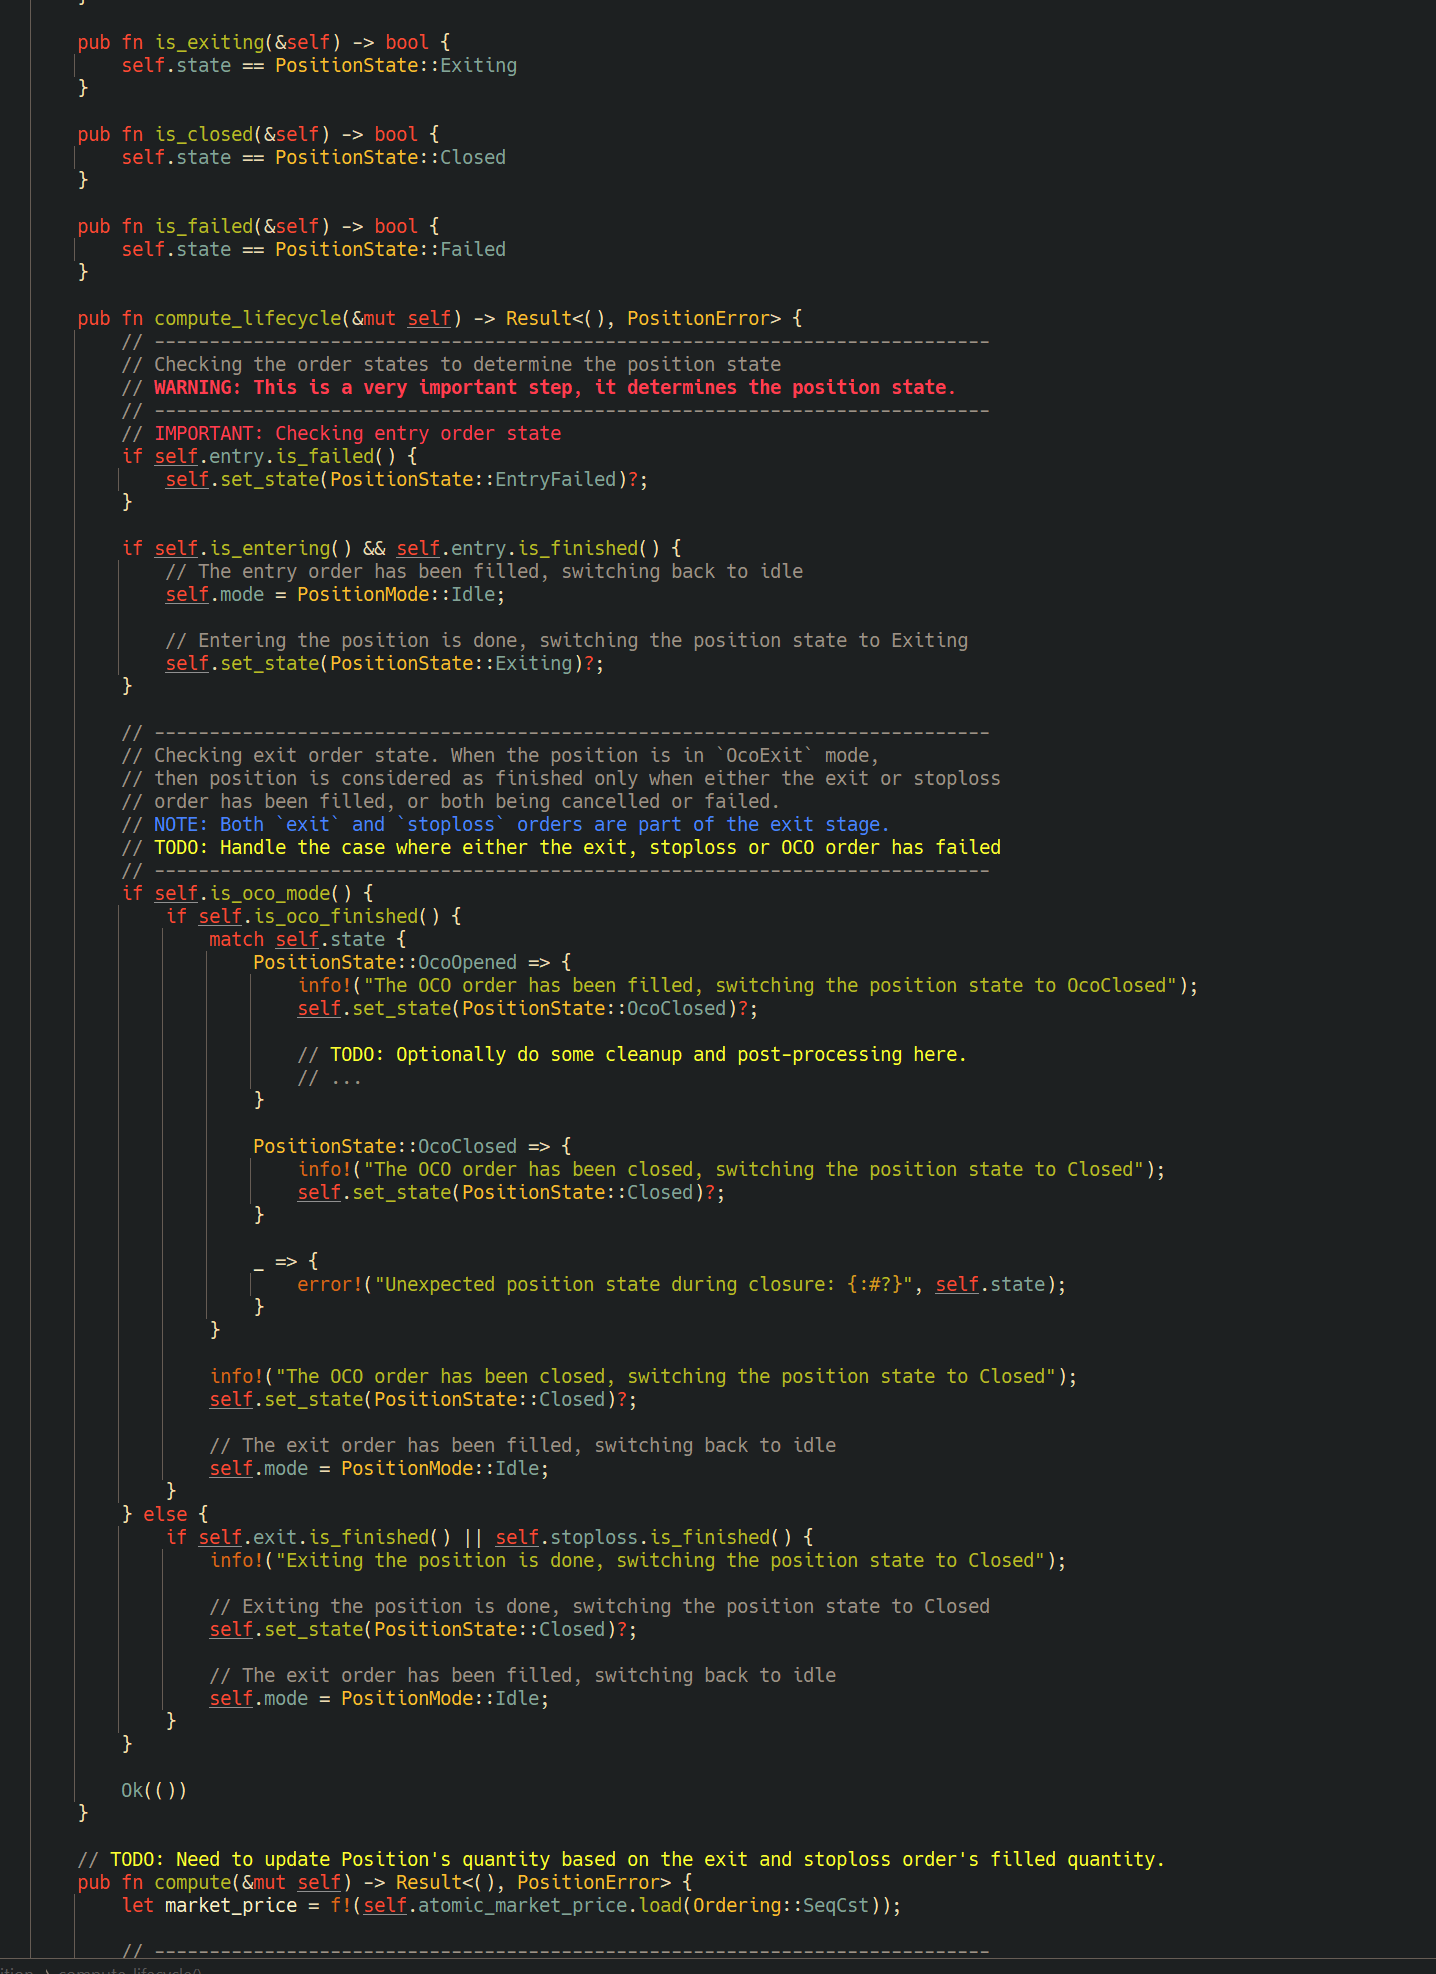 }
pub fn is_exiting(&self) -> bool {
self.state == PositionState::Exiting
}
pub fn is_closed(&self) -> bool {
self.state == PositionState::Closed
}
pub fn is_failed(&self) -> bool {
self.state == PositionState::Failed
}
pub fn compute_lifecycle(&mut self) -> Result<(), PositionError> {
// ----------------------------------------------------------------------------
// Checking the order states to determine the position state
// WARNING: This is a very important step, it determines the position state.
// ----------------------------------------------------------------------------
// IMPORTANT: Checking entry order state
if self.entry.is_failed() {
self.set_state(PositionState::EntryFailed)?;
}
if self.is_entering() && self.entry.is_finished() {
// The entry order has been filled, switching back to idle
self.mode = PositionMode::Idle;
// Entering the position is done, switching the position state to Exiting
self.set_state(PositionState::Exiting)?;
}
// ----------------------------------------------------------------------------
// Checking exit order state. When the position is in `OcoExit` mode,
// then position is considered as finished only when either the exit or stoploss
// order has been filled, or both being cancelled or failed.
// NOTE: Both `exit` and `stoploss` orders are part of the exit stage.
// TODO: Handle the case where either the exit, stoploss or OCO order has failed
// ----------------------------------------------------------------------------
if self.is_oco_mode() {
if self.is_oco_finished() {
match self.state {
PositionState::OcoOpened => {
info!("The OCO order has been filled, switching the position state to OcoClosed");
self.set_state(PositionState::OcoClosed)?;
// TODO: Optionally do some cleanup and post-processing here.
// ...
}
PositionState::OcoClosed => {
info!("The OCO order has been closed, switching the position state to Closed");
self.set_state(PositionState::Closed)?;
}
_ => {
error!("Unexpected position state during closure: {:#?}", self.state);
}
}
info!("The OCO order has been closed, switching the position state to Closed");
self.set_state(PositionState::Closed)?;
// The exit order has been filled, switching back to idle
self.mode = PositionMode::Idle;
}
} else {
if self.exit.is_finished() || self.stoploss.is_finished() {
info!("Exiting the position is done, switching the position state to Closed");
// Exiting the position is done, switching the position state to Closed
self.set_state(PositionState::Closed)?;
// The exit order has been filled, switching back to idle
self.mode = PositionMode::Idle;
}
}
Ok(())
}
// TODO: Need to update Position's quantity based on the exit and stoploss order's filled quantity.
pub fn compute(&mut self) -> Result<(), PositionError> {
let market_price = f!(self.atomic_market_price.load(Ordering::SeqCst));
// ----------------------------------------------------------------------------